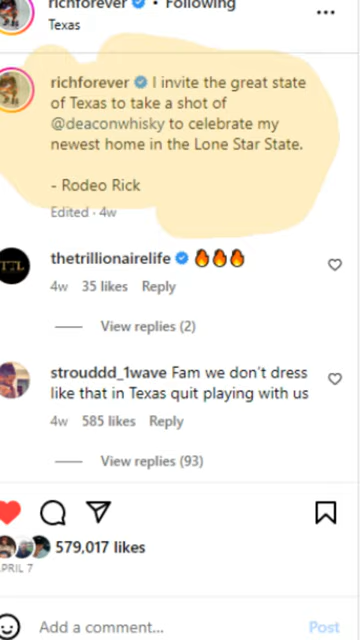 richforever • Following
Texas
richforever I invite the great state
of Texas to take a shot of
@deaconwhisky to celebrate my
newest home in the Lone Star State.
- Rodeo Rick
Edited · 4w
TTL
thetrillionairelife 🔥🔥🔥
4w 35 likes Reply
View replies (2)
strouddd_1wave Fam we don't dress
like that in Texas quit playing with us
4w 585 likes Reply
View replies (93)
579,017 likes
PRIL 7
Add a comment... Post